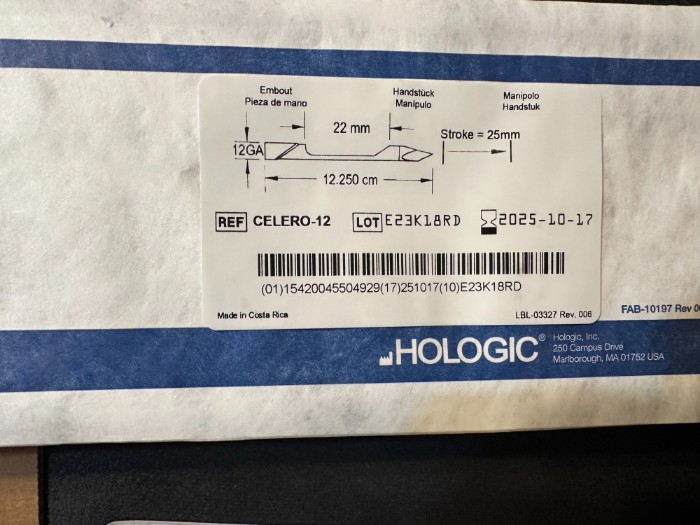 Embout
Pieza de mano
Handstück
Manipulo
Manipolo
Handstuk
22 mm
Stroke = 25mm
12GA
12.250 cm
REF CELERO-12 LOT E23K18RD 2025-10-17
(01)15420045504929(17)251017(10)E23K18RD
Made in Costa Rica
LBL-03327 Rev. 006
FAB-10197 Rev
HOLOGIC®
Hologic, Inc.
250 Campus Drive
Marlborough, MA 01752 USA